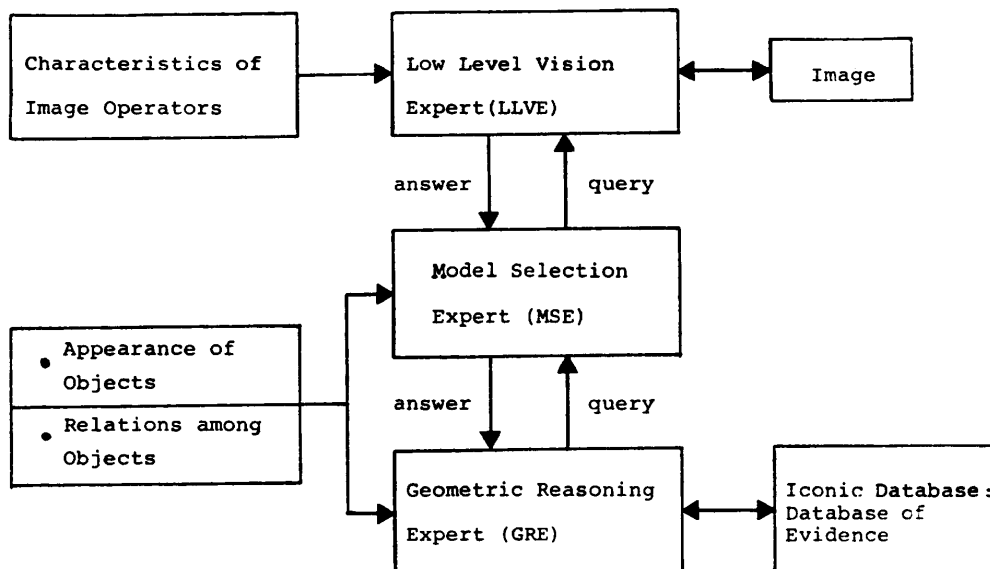 Characteristics of
Image Operators
Low Level Vision
Expert(LLVE)
Image
answer
query
Model Selection
Expert (MSE)
• Appearance of
Objects
• Relations among
Objects
answer
query
Geometric Reasoning
Expert (GRE)
Iconic Database:
Database of
Evidence